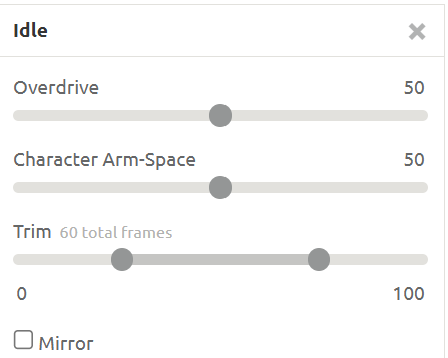 Idle
Overdrive 50
Character Arm-Space 50
Trim 60 total frames
0 100
Mirror